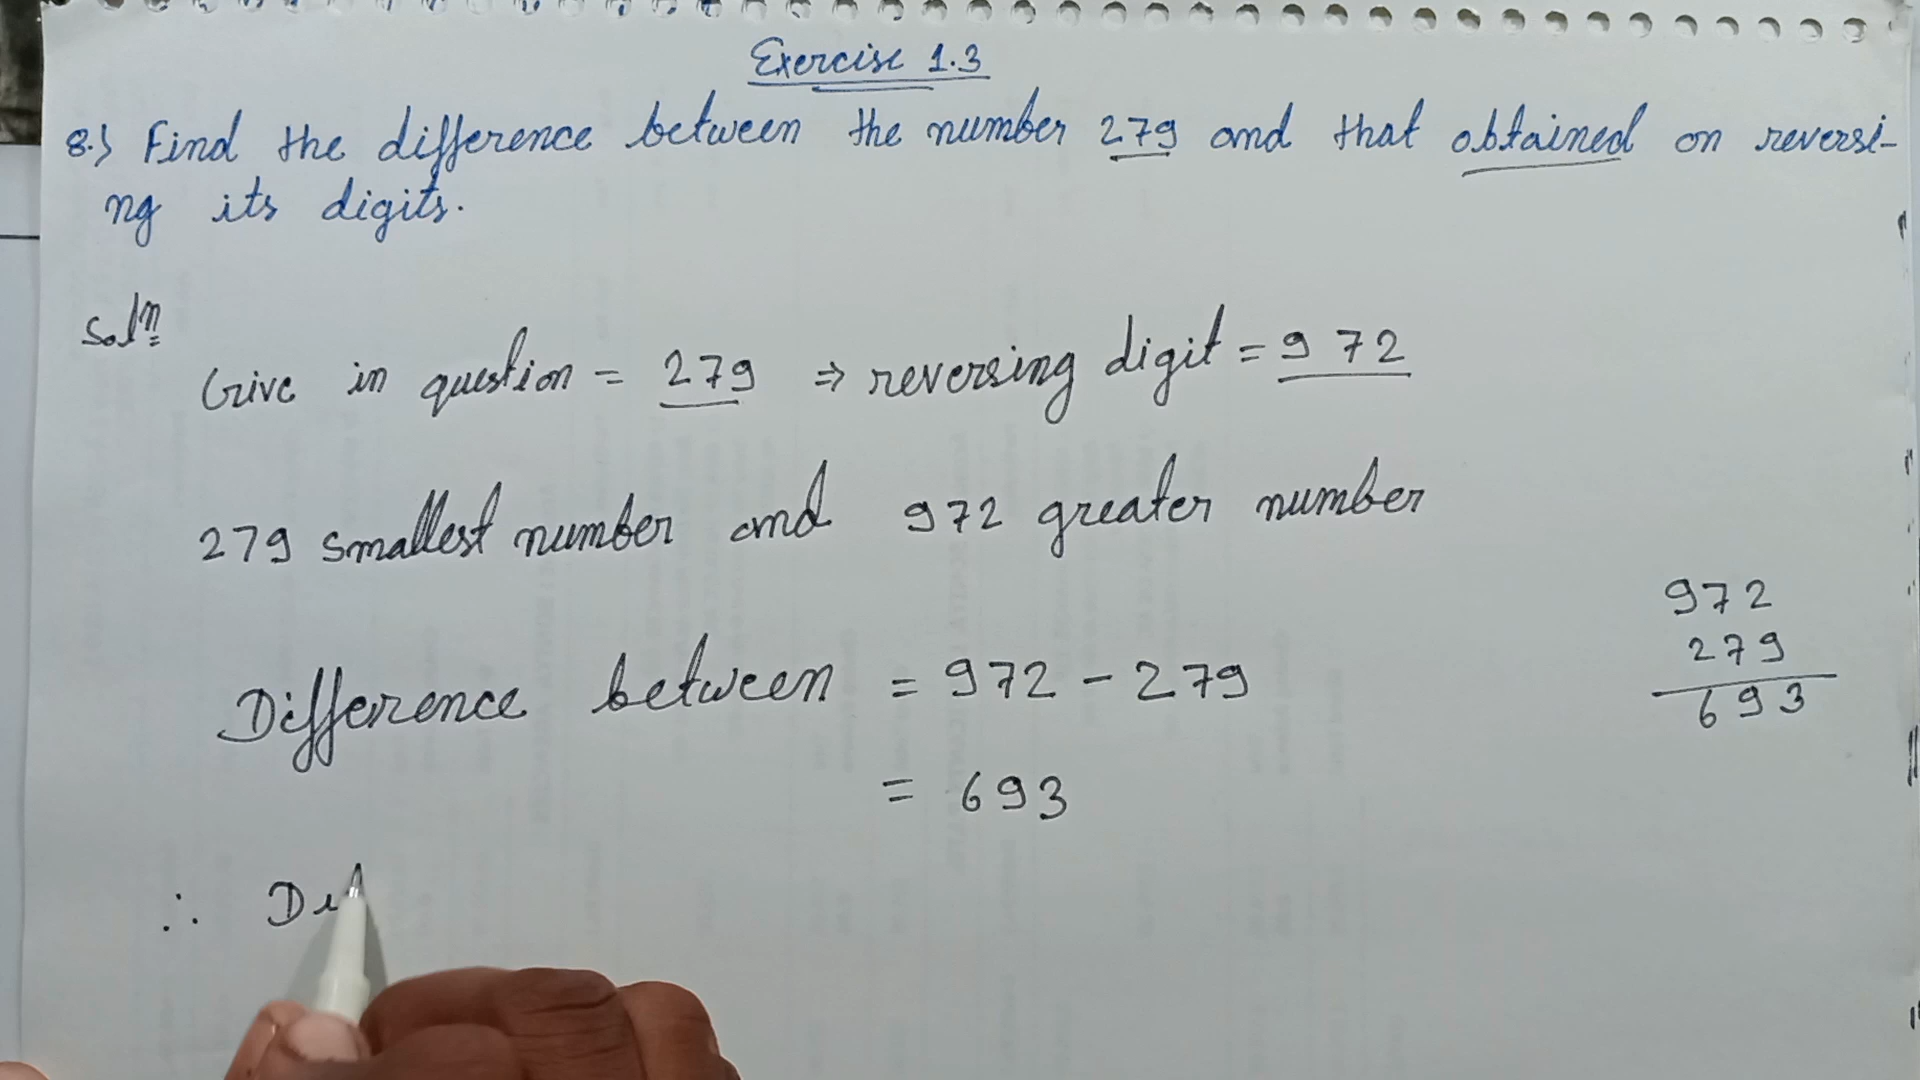 Exercise 1.3
8.) Find the difference between the number 279 and that obtained on reversi-
ng its digits.
Solⁿ
Give in question = 279 ⇒ reversing digit = 972
279 smallest number and 972 greater number
Difference between = 972 - 279
= 693
972
279
693
∴ Di